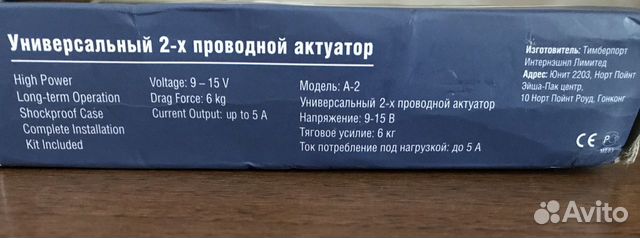 Универсальный 2-х проводной актуатор
High Power
Long-term Operation
Shockproof Case
Complete Installation
Kit Included
Voltage: 9 – 15 V
Drag Force: 6 kg
Current Output: up to 5 A
Модель: А-2
Универсальный 2-х проводной актуатор
Напряжение: 9-15 В
Тяговое усилие: 6 кг
Ток потребление под нагрузкой: до 5 А
Изготовитель: Тимберпорт
Интернэшнл Лимитед
Адрес: Юнит 2203, Норт Пойнт
Эйша-Пак центр,
10 Норт Пойнт Роуд, Гонконг
CE
Avito